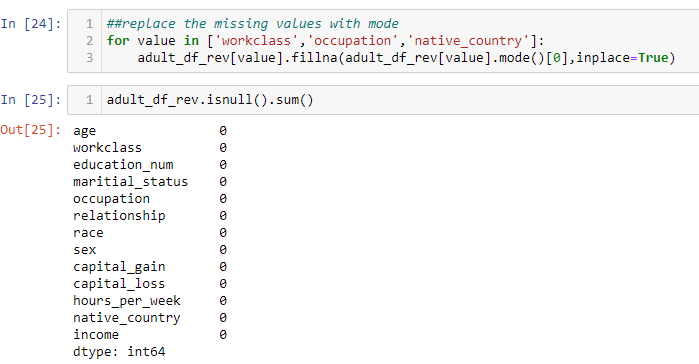 In [24]: 1 ##replace the missing values with mode
2 for value in ['workclass','occupation','native_country']:
3     adult_df_rev[value].fillna(adult_df_rev[value].mode()[0],inplace=True)
In [25]: 1 adult_df_rev.isnull().sum()
Out[25]: age 0
workclass 0
education_num 0
maritial_status 0
occupation 0
relationship 0
race 0
sex 0
capital_gain 0
capital_loss 0
hours_per_week 0
native_country 0
income 0
dtype: int64